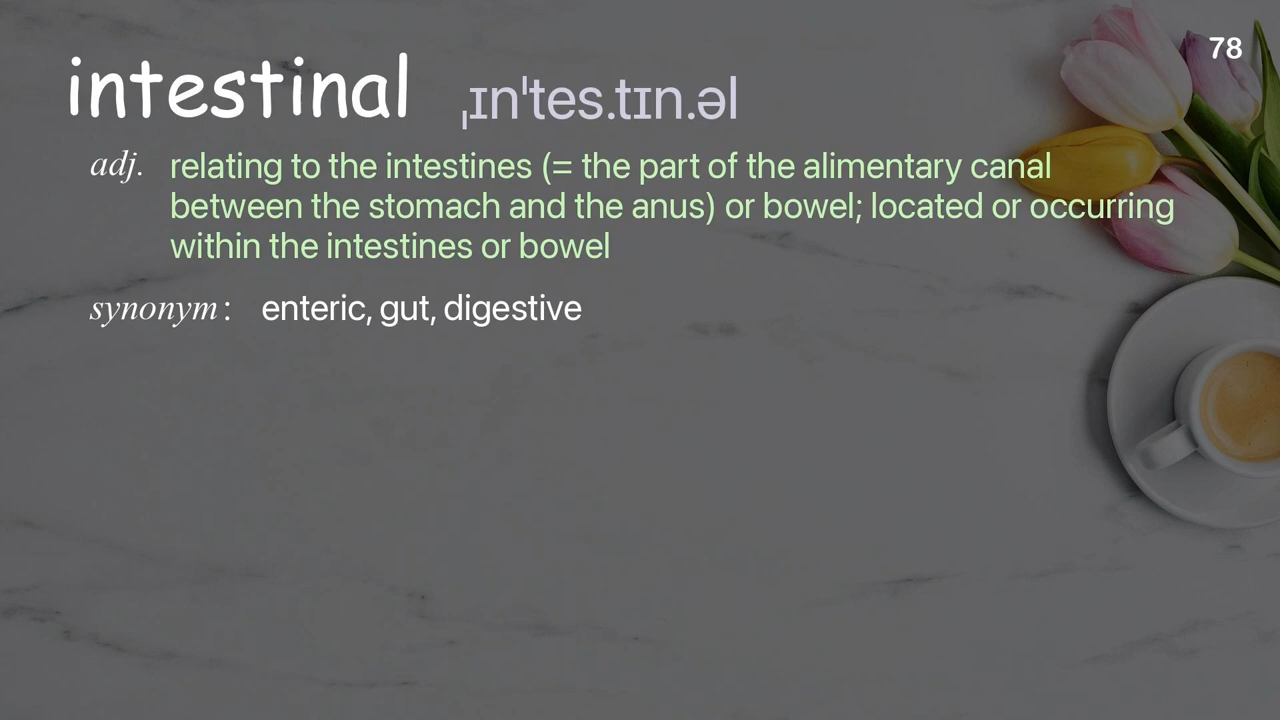 78
intestinal ˌɪnˈtes.tɪn.əl
adj. relating to the intestines (= the part of the alimentary canal
between the stomach and the anus) or bowel; located or occurring
within the intestines or bowel
synonym : enteric, gut, digestive